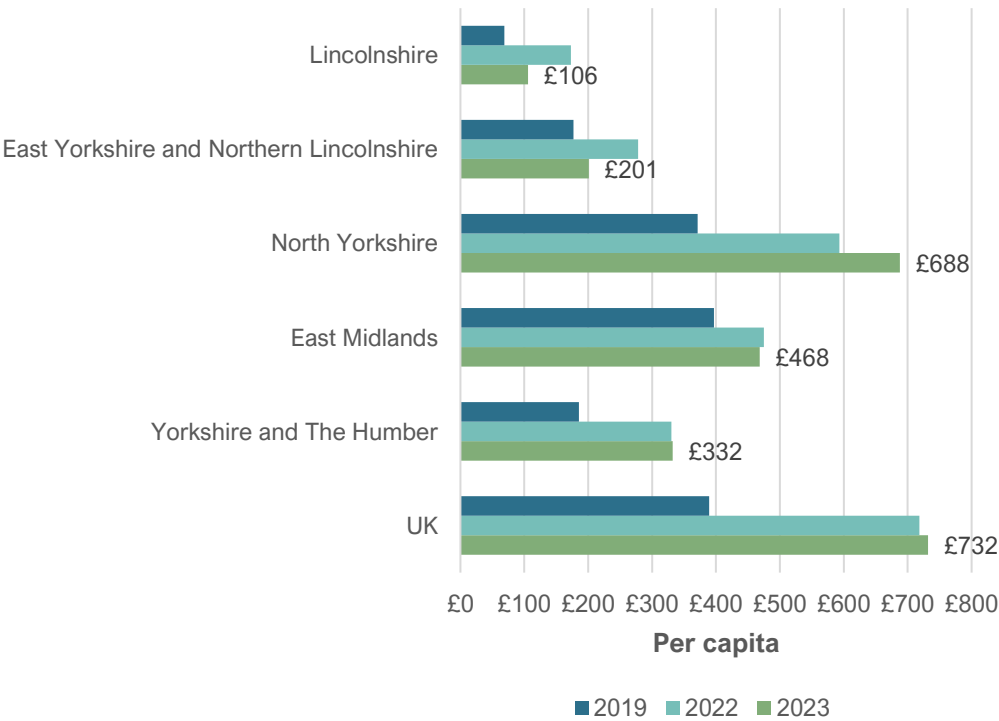 Lincolnshire
£106
East Yorkshire and Northern Lincolnshire
£201
North Yorkshire
£688
East Midlands
£468
Yorkshire and The Humber
£332
UK
£732
£0 £100 £200 £300 £400 £500 £600 £700 £800
Per capita
2019 2022 2023